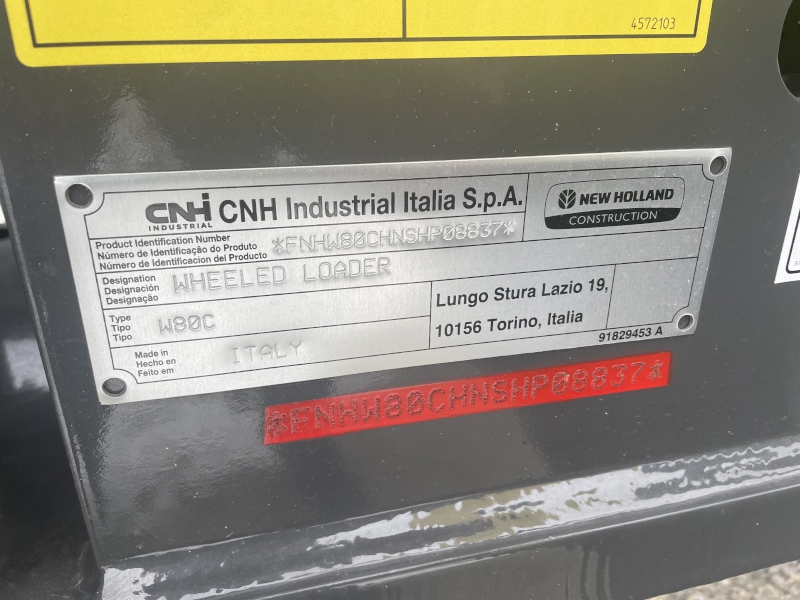 4572103
CNH INDUSTRIAL
CNH Industrial Italia S.p.A.
NEW HOLLAND
CONSTRUCTION
Product Identification Number
Número de Identificação do Produto
Número de Identificacion del Producto
*FNHW80CHNSHP08837*
Designation
Designación
Designação
WHEELED LOADER
Type
Tipo
Tipo
W80C
Lungo Stura Lazio 19,
10156 Torino, Italia
Made in
Hecho en
Feito em
ITALY
91829453 A
*FNHW80CHNSHP08837*